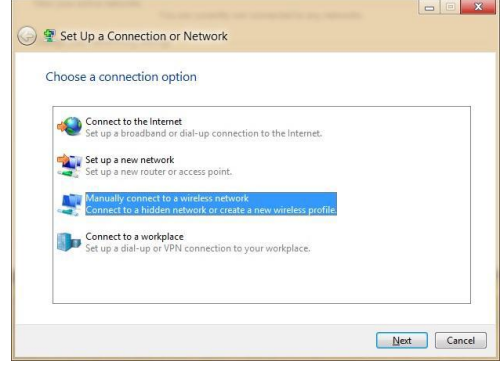 Set Up a Connection or Network
Choose a connection option
Connect to the Internet
Set up a broadband or dial-up connection to the Internet.
Set up a new network
Set up a new router or access point.
Manually connect to a wireless network
Connect to a hidden network or create a new wireless profile.
Connect to a workplace
Set up a dial-up or VPN connection to your workplace.
Next
Cancel